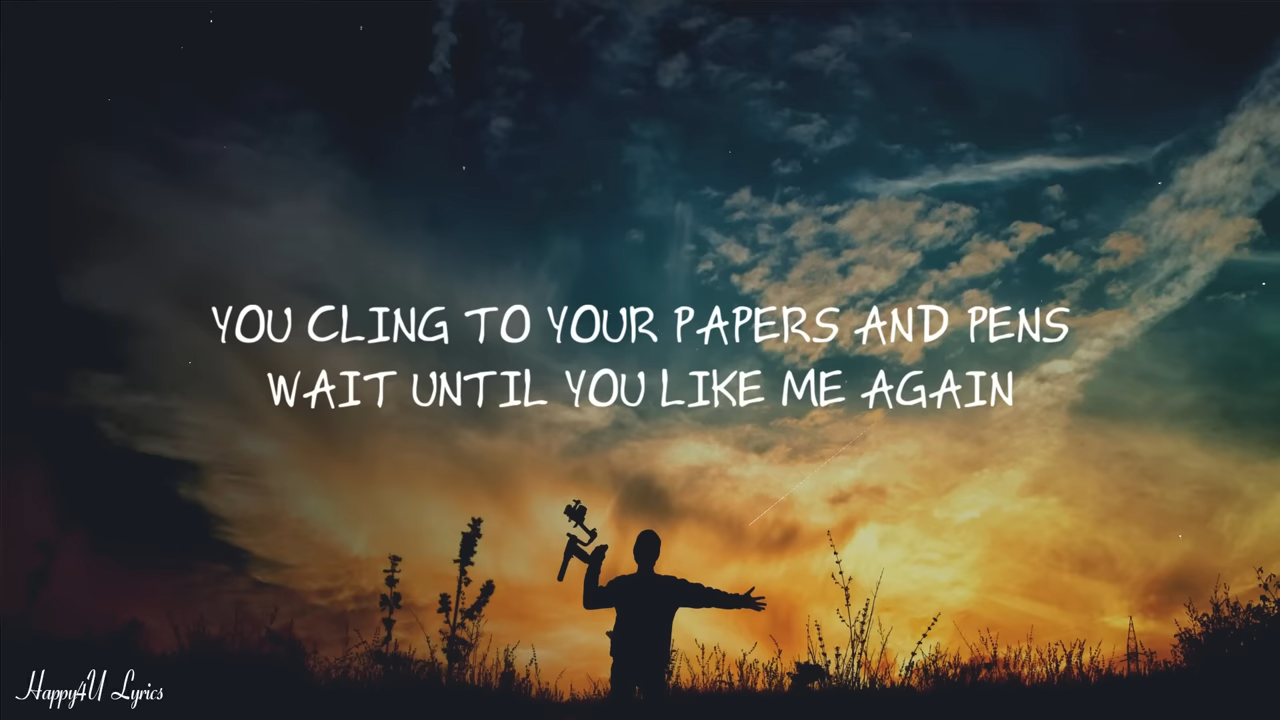 YOU CLING TO YOUR PAPERS AND PENS
WAIT UNTIL YOU LIKE ME AGAIN
Happy4U Lyrics